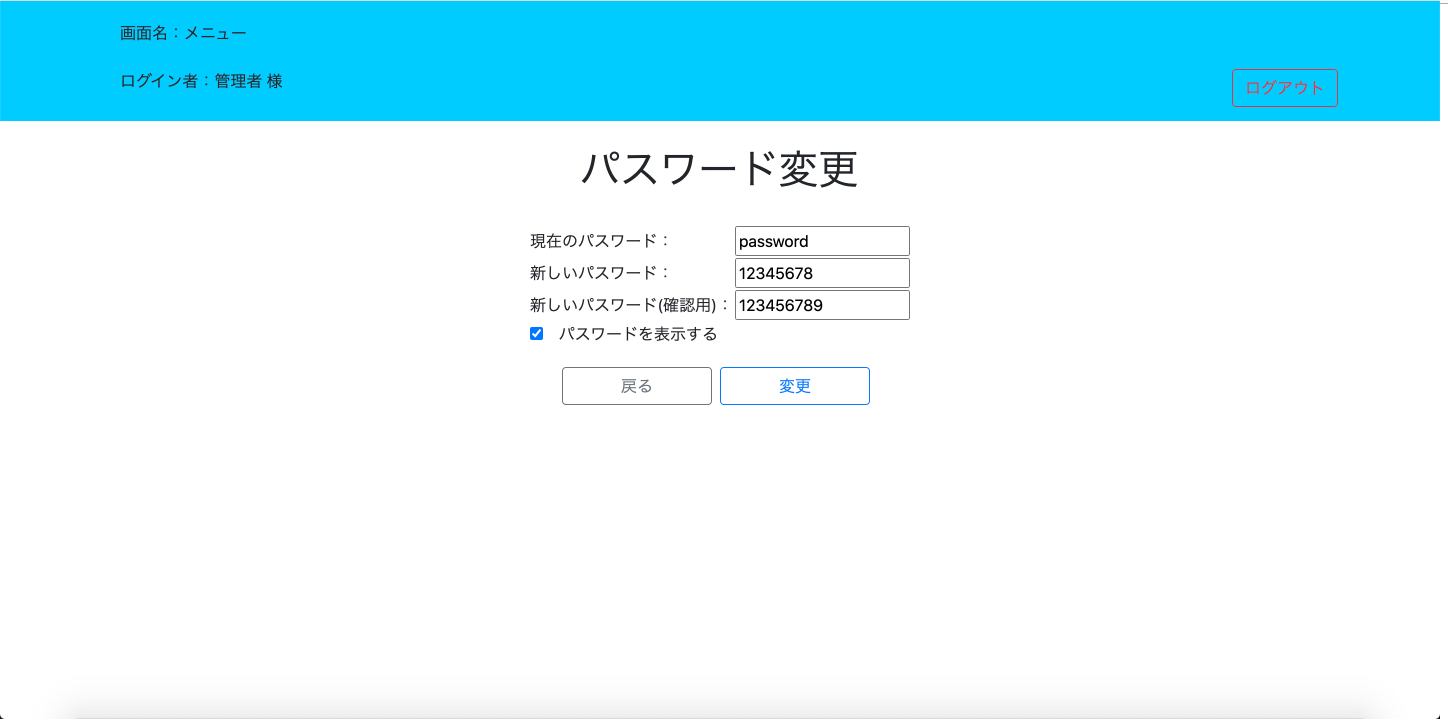 画面名：メニュー
ログイン者：管理者 様
ログアウト
パスワード変更
現在のパスワード： password
新しいパスワード： 12345678
新しいパスワード(確認用)： 123456789
パスワードを表示する
戻る 変更